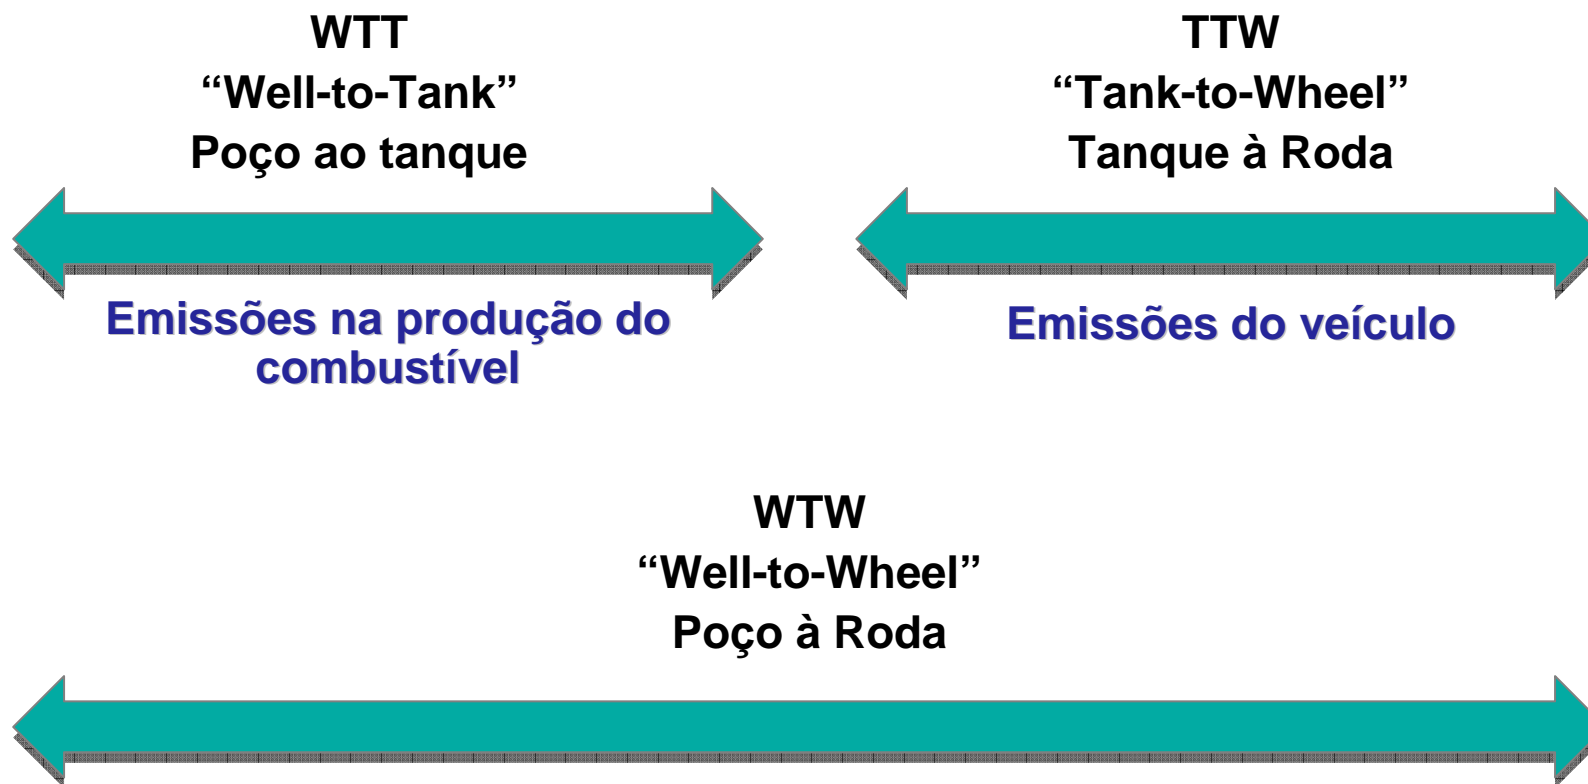 WTT
“Well-to-Tank”
Poço ao tanque
Emissões na produção do
combustível
TTW
“Tank-to-Wheel”
Tanque à Roda
Emissões do veículo
WTW
“Well-to-Wheel”
Poço à Roda